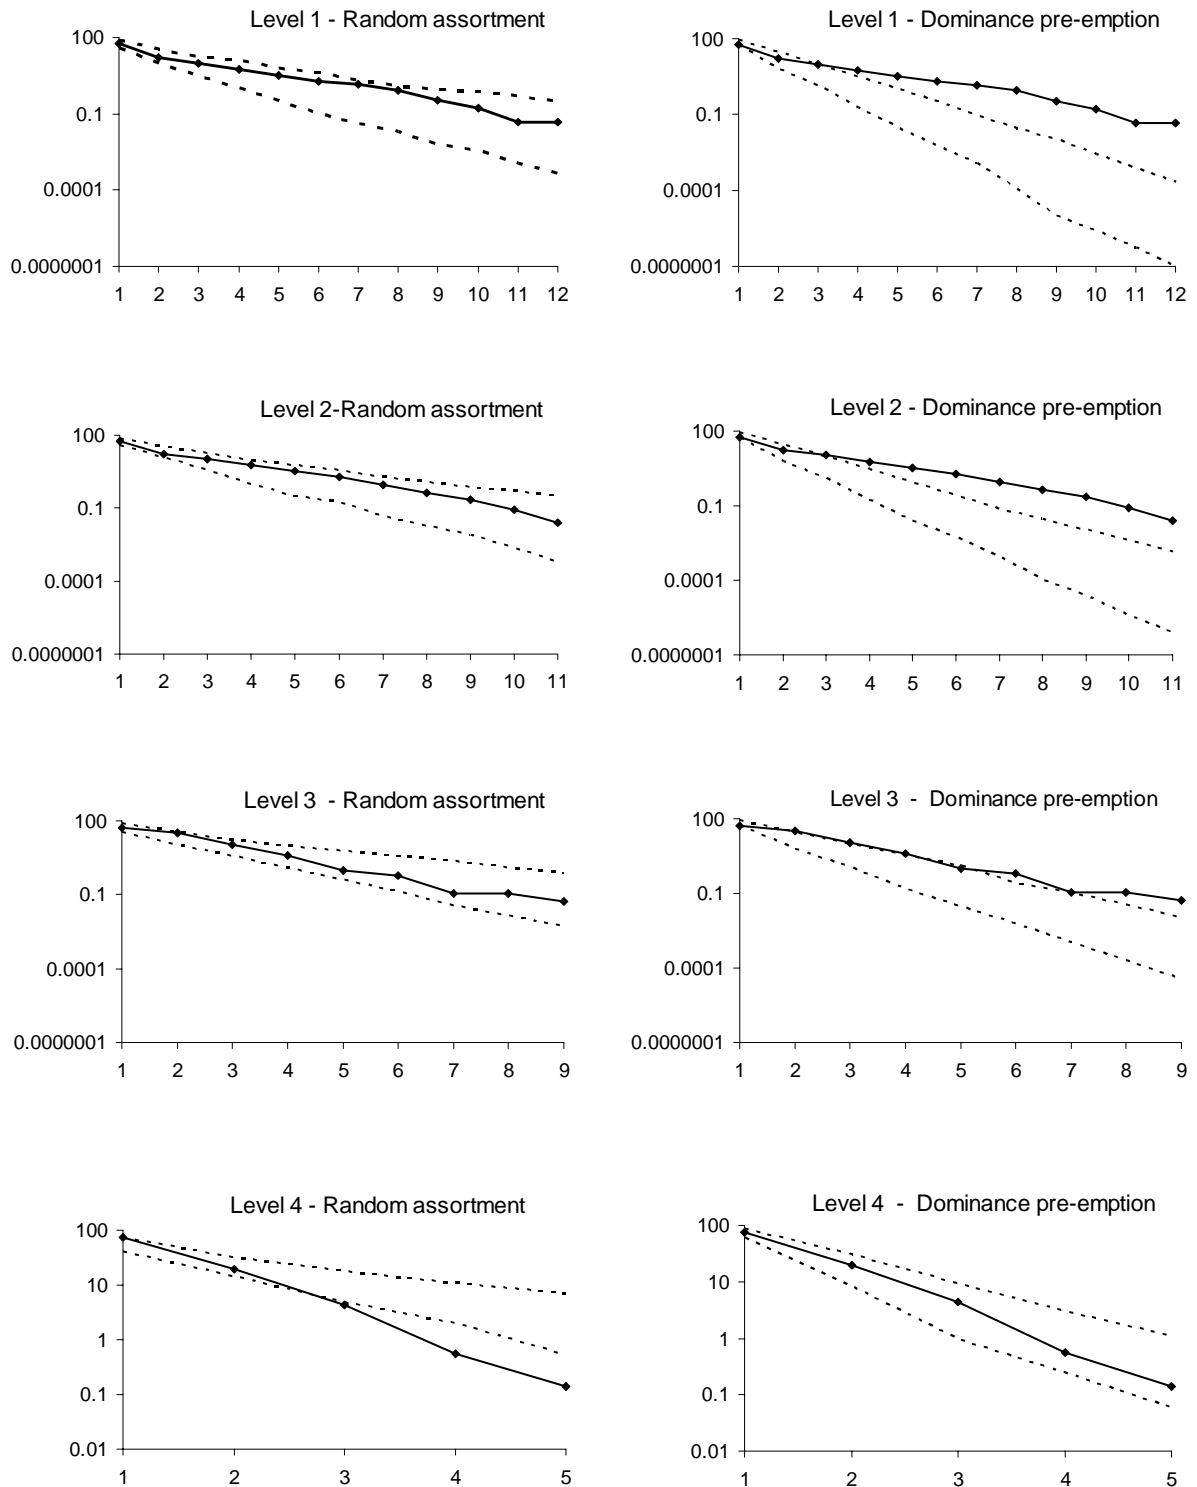 Level 1 - Random assortment
100
0.1
0.0001
0.0000001
1 2 3 4 5 6 7 8 9 10 11 12
Level 1 - Dominance pre-emption
100
0.1
0.0001
0.0000001
1 2 3 4 5 6 7 8 9 10 11 12
Level 2-Random assortment
100
0.1
0.0001
0.0000001
1 2 3 4 5 6 7 8 9 10 11
Level 2 - Dominance pre-emption
100
0.1
0.0001
0.0000001
1 2 3 4 5 6 7 8 9 10 11
Level 3 - Random assortment
100
0.1
0.0001
0.0000001
1 2 3 4 5 6 7 8 9
Level 3 - Dominance pre-emption
100
0.1
0.0001
0.0000001
1 2 3 4 5 6 7 8 9
Level 4 - Random assortment
100
10
1
0.1
0.01
1 2 3 4 5
Level 4 - Dominance pre-emption
100
10
1
0.1
0.01
1 2 3 4 5